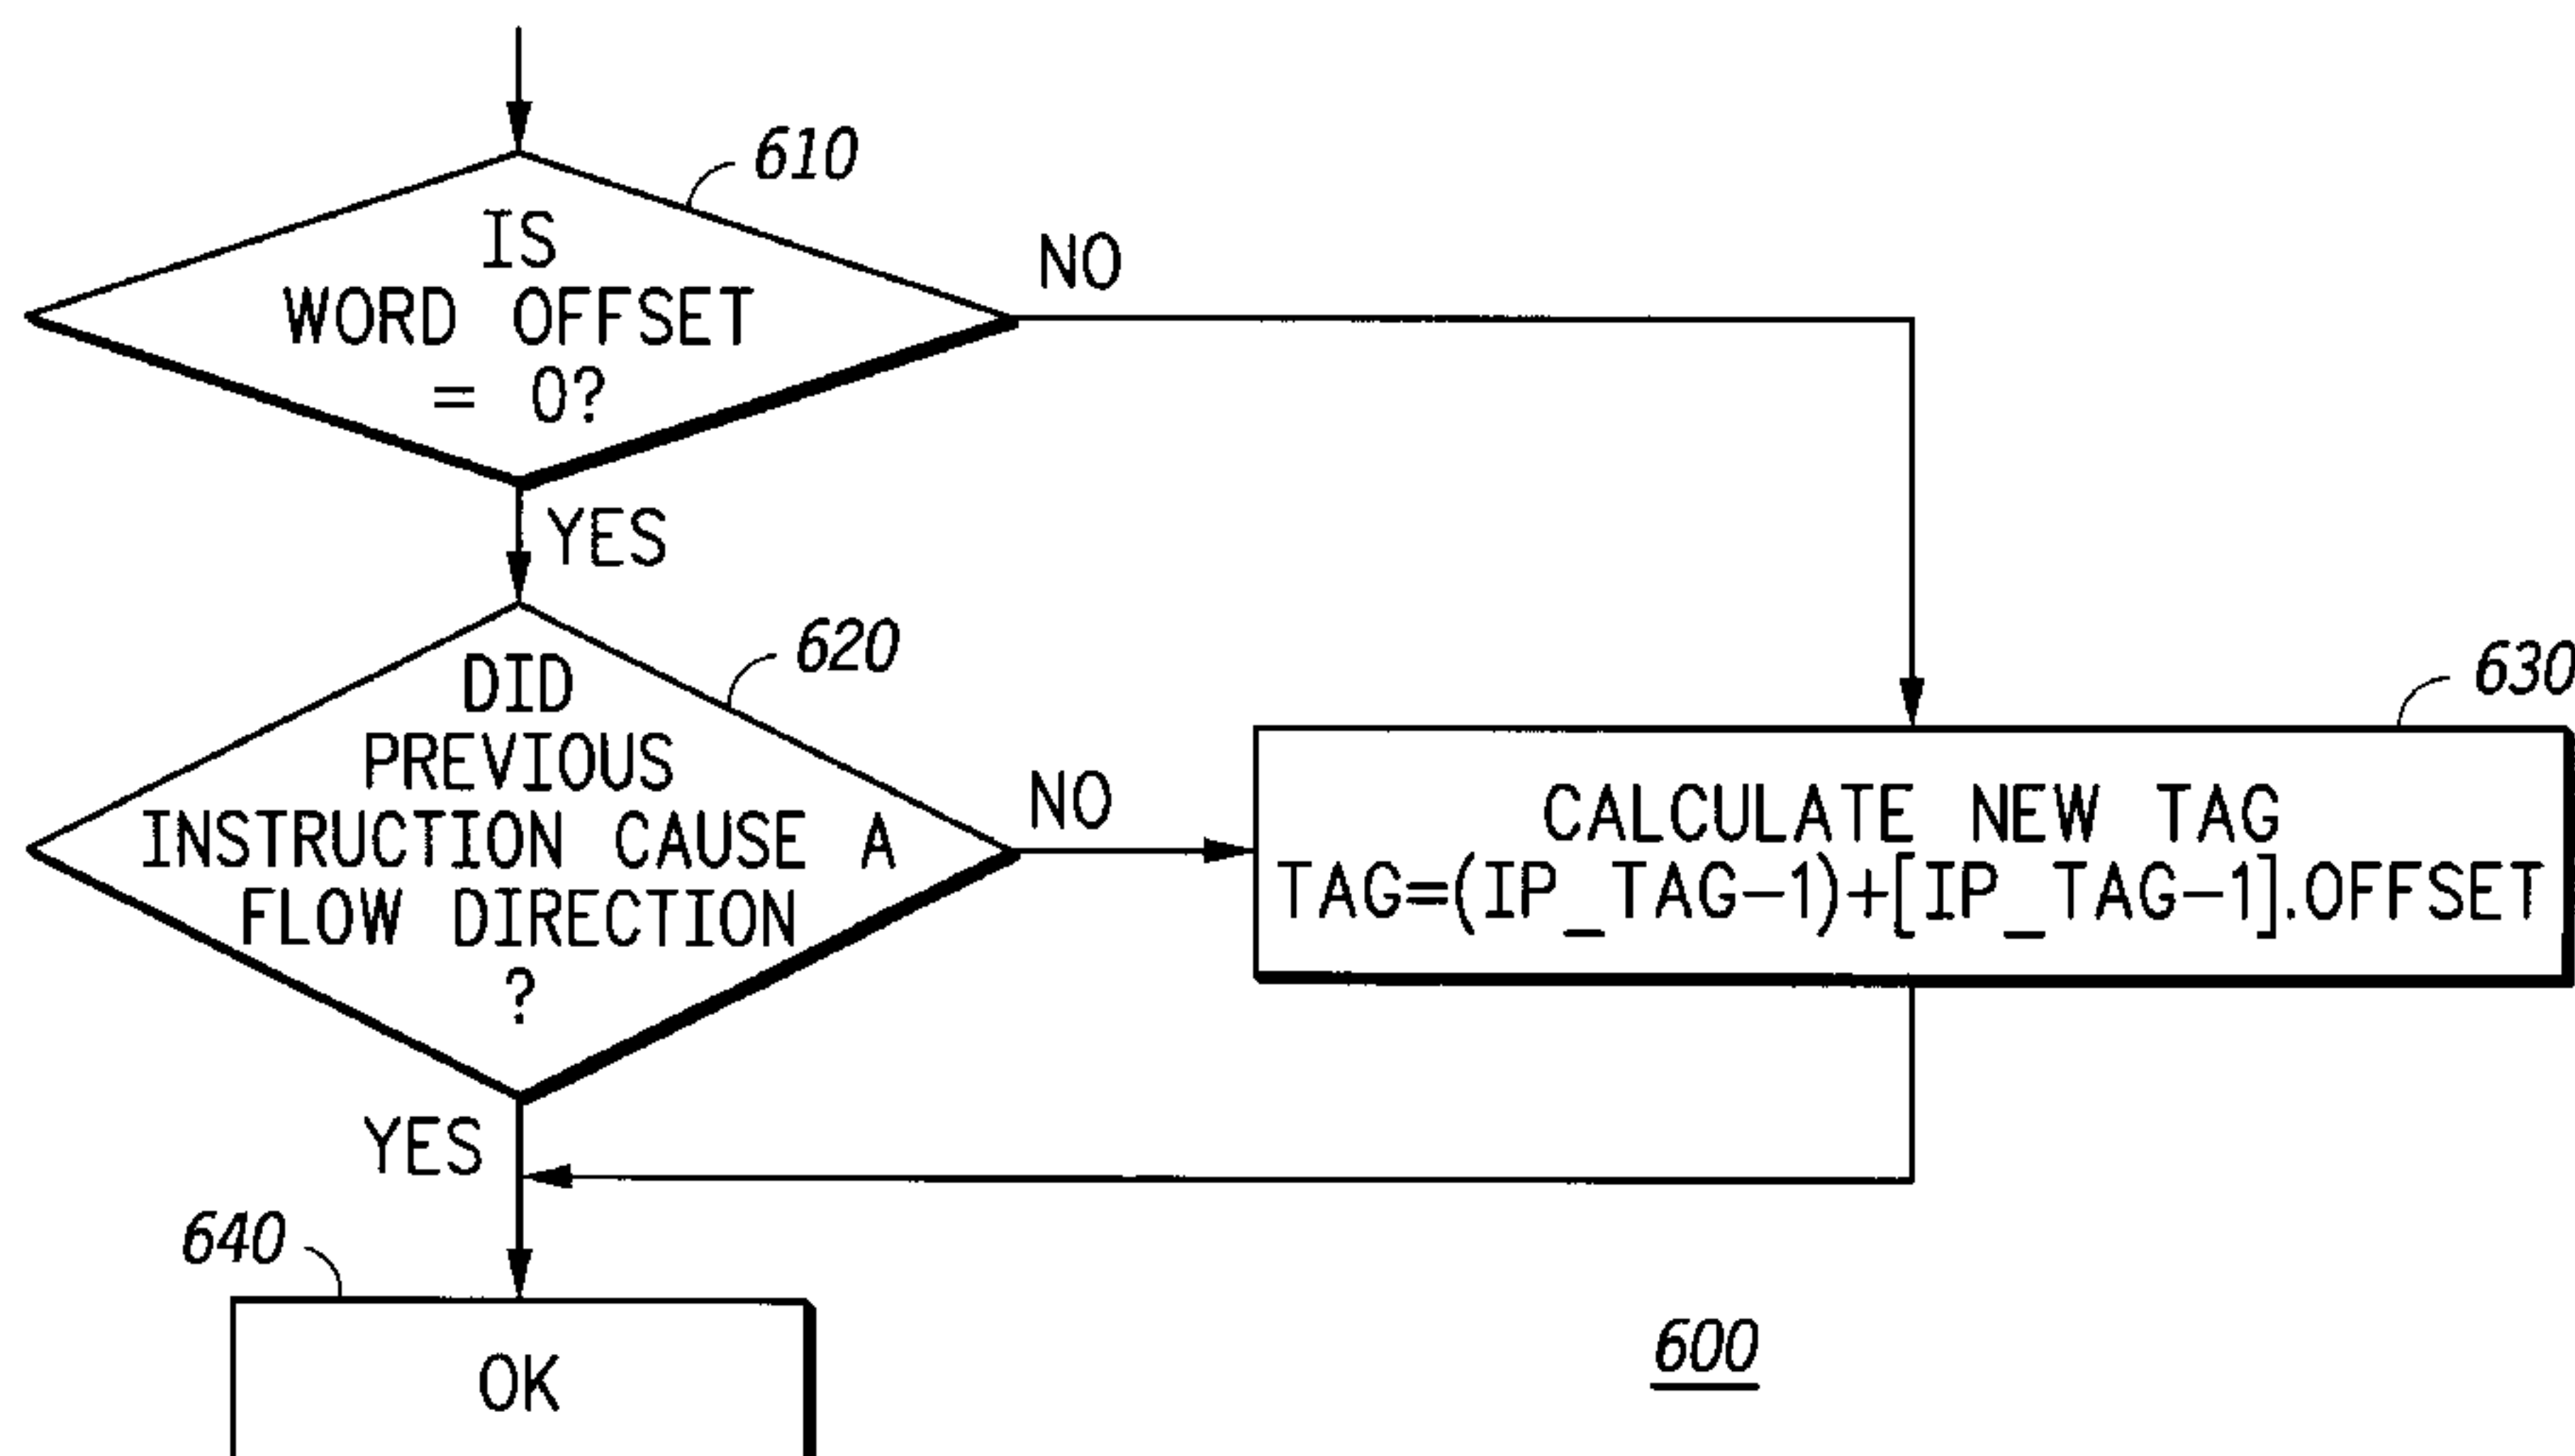 610
IS
WORD OFFSET
= 0?
NO
YES
620
DID
PREVIOUS
INSTRUCTION CAUSE A
FLOW DIRECTION
?
NO
630
CALCULATE NEW TAG
TAG=(IP_TAG-1)+[IP_TAG-1].OFFSET
YES
640
OK
600